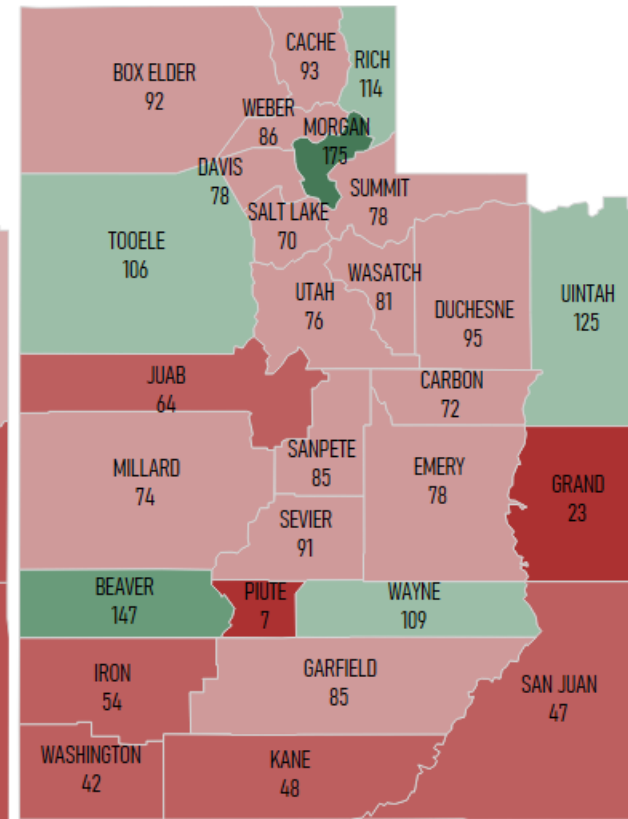 CACHE
93
RICH
114
BOX ELDER
92
WEBER
86
MORGAN
175
DAVIS
78
SUMMIT
78
SALT LAKE
70
TOOELE
106
WASATCH
81
UTAH
76
UINTAH
125
DUCHESNE
95
JUAB
64
CARBON
72
SANPETE
85
MILLARD
74
EMERY
78
GRAND
23
SEVIER
91
BEAVER
147
PIUTE
7
WAYNE
109
IRON
54
GARFIELD
85
SAN JUAN
47
WASHINGTON
42
KANE
48